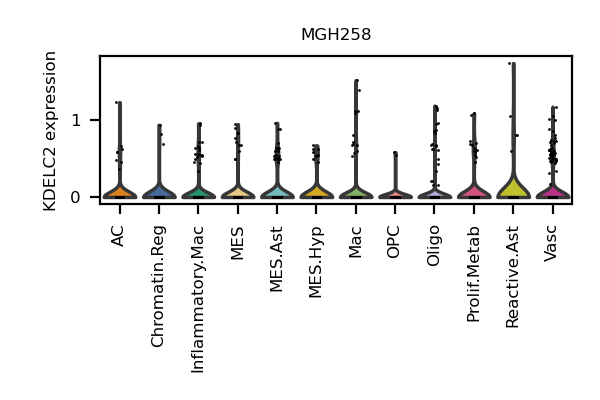 MGH258
KDELC2 expression
1
0
AC
Chromatin.Reg
Inflammatory.Mac
MES
MES.Ast
MES.Hyp
Mac
OPC
Oligo
Prolif.Metab
Reactive.Ast
Vasc